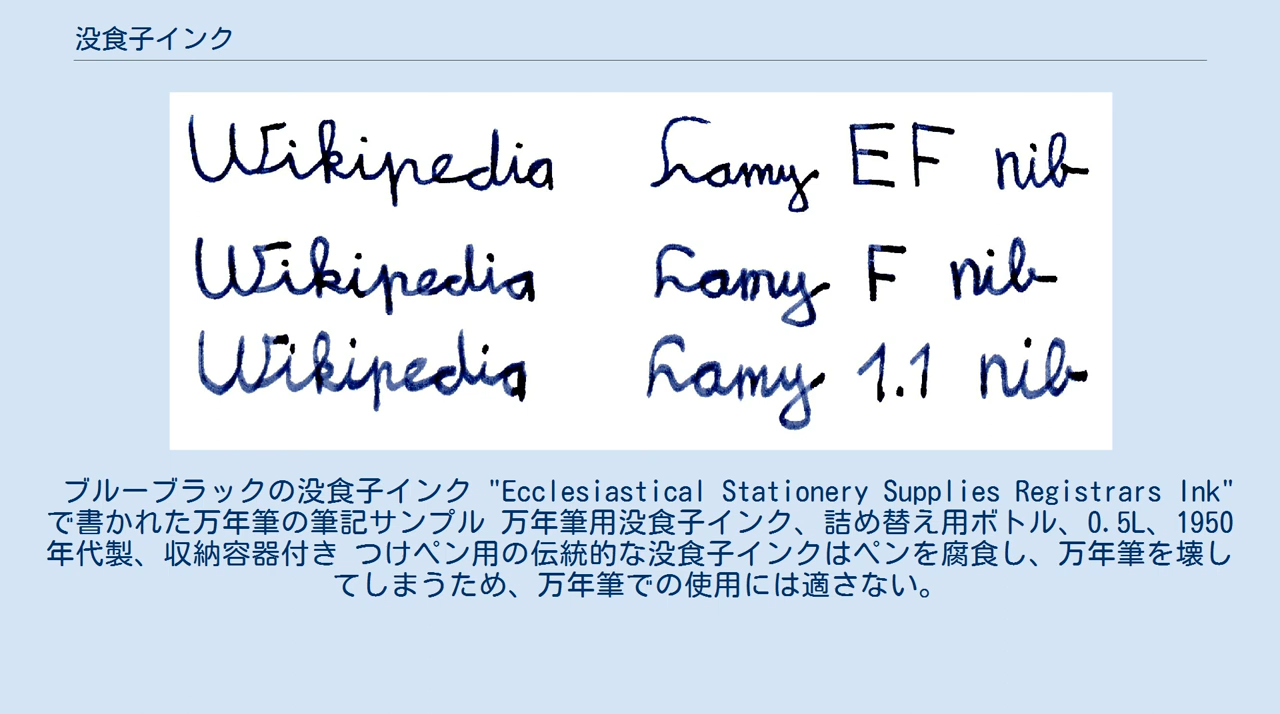 没食子インク
Wikipedia Lamy EF nib
Wikipedia Lamy F nib
Wikipedia Lamy 1.1 nib
ブルーブラックの没食子インク "Ecclesiastical Stationery Supplies Registrars Ink"
で書かれた万年筆の筆記サンプル 万年筆用没食子インク、詰め替え用ボトル、0.5L、1950
年代製、収納容器付き つけペン用の伝統的な没食子インクはペンを腐食し、万年筆を壊し
てしまうため、万年筆での使用には適さない。